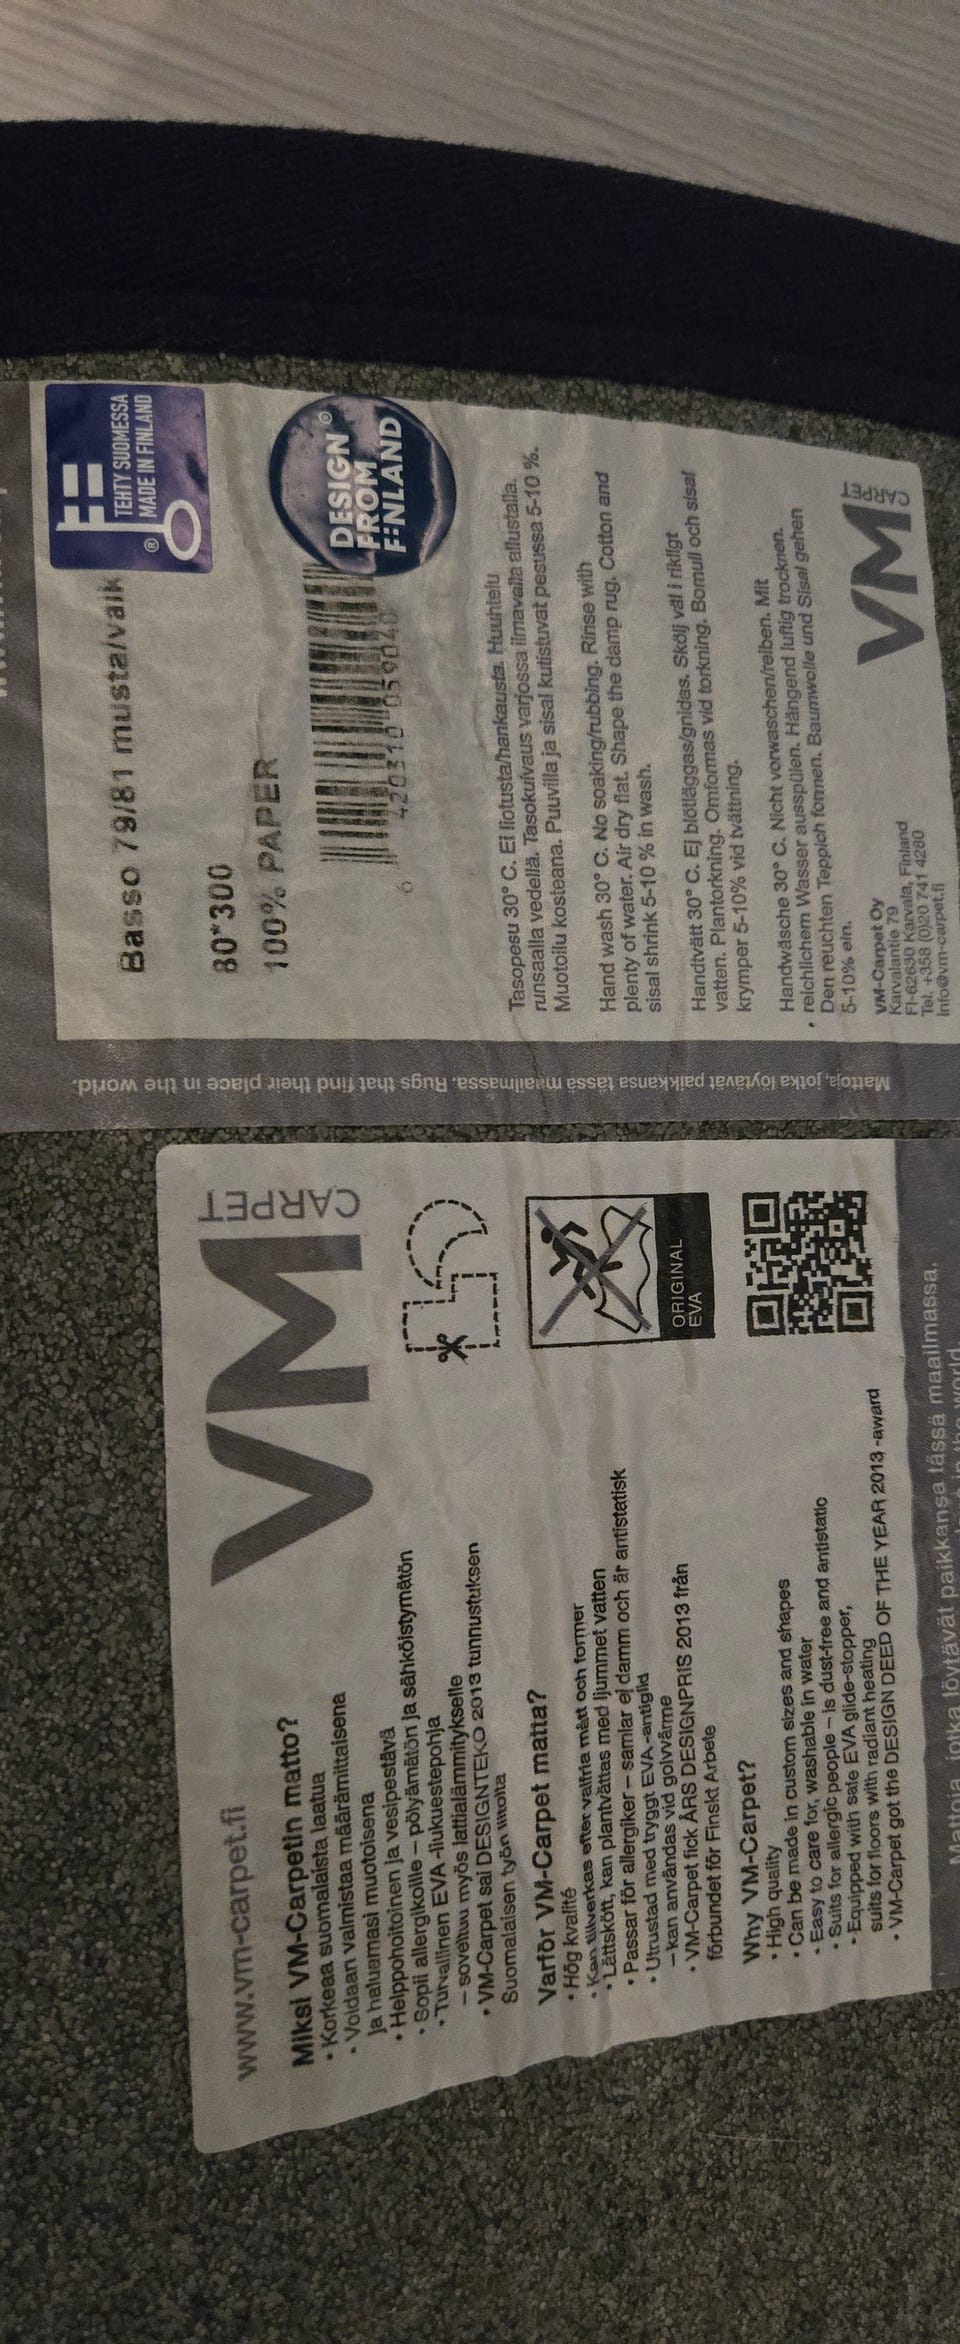 Basso 79/81 musta/valk
80*300
100% PAPER
TEHTY SUOMESSA
® MADE IN FINLAND
DESIGN ®
FROM
FINLAND
6 420310 05904
Tasopesu 30° C. Ei liotusta/hankausta. Huuhtelu
runsaalla vedellä. Tasokuivaus varjossa ilmavalla allustalla.
Muotoilu kosteana. Puuvilla ja sisal kutistuvat pesussa 5-10 %.
Hand wash 30° C. No soaking/rubbing. Rinse with
plenty of water. Air dry flat. Shape the damp rug. Cotton and
sisal shrink 5-10 % in wash.
Handtvätt 30° C. Ej blötläggas/gnidas. Skölj väl i rikligt
vatten. Plantorkning. Omformas vid torkning. Bomull och sisal
krymper 5-10% vid tvättning.
Handwäsche 30° C. Nicht vorwaschen/reiben. Mit
reichlichem Wasser ausspülen. Hängend luftig trocknen.
Den feuchten Teppich formen. Baumwolle und Sisal gehen
5-10% ein.
VM-Carpet Oy
Karvalantie 79
FI-62630 Karvala, Finland
Tel. +358 (0)20 741 4280
info@vm-carpet.fi
VM CARPET
Mattoja, jotka löytävät paikkansa tässä maailmassa. Rugs that find their place in the world.
www.vm-carpet.fi
VM CARPET
Miksi VM-Carpetin matto?
• Korkeaa suomalaista laatua
• Voidaan valmistaa määrämittaisena
ja haluamasi muotoisena
• Helppohoitoinen ja vesipestävä
• Sopii allergikoille – pölyämätön ja sähköistymätön
• Turvallinen EVA -liukuestepohja
– soveltuu myös lattialämmitykselle
• VM-Carpet sai DESIGNTEKO 2013 tunnustuksen
Suomalaisen työn liitolta
Varför VM-Carpet matta?
• Hög kvalité
• Kan tillverkas efter valfria mått och former
• Lättskött, kan plantvättas med ljummet vatten
• Passar för allergiker – samlar ej damm och är antistatisk
• Utrustad med tryggt EVA-antiglid
– kan användas vid golvvärme
• VM-Carpet fick ÅRS DESIGNPRIS 2013 från
förbundet för Finskt Arbete
Why VM-Carpet?
• High quality
• Can be made in custom sizes and shapes
• Easy to care for, washable in water
• Suits for allergic people – is dust-free and antistatic
• Equipped with safe EVA glide-stopper,
suits for floors with radiant heating
• VM-Carpet got the DESIGN DEED OF THE YEAR 2013 -award
ORIGINAL
EVA
Mattoja, jotka löytävät paikkansa tässä maailmassa.